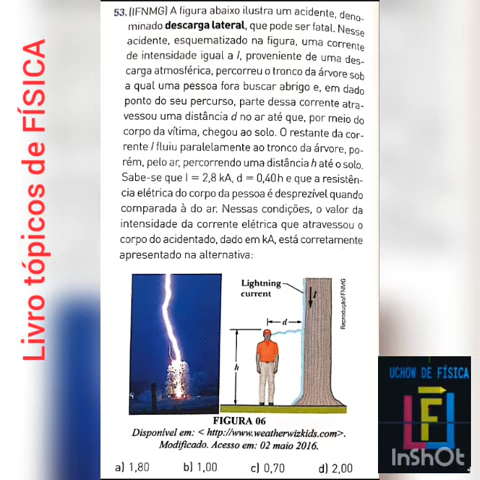 Livro tópicos de FÍSICA
53. (IFNMG) A figura abaixo ilustra um acidente, deno-
minado descarga lateral, que pode ser fatal. Nesse
acidente, esquematizado na figura, uma corrente
de intensidade igual a I, proveniente de uma des-
carga atmosférica, percorreu o tronco da árvore sob
a qual uma pessoa fora buscar abrigo e, em dado
ponto do seu percurso, parte dessa corrente atra-
vessou uma distância d no ar até que, por meio do
corpo da vítima, chegou ao solo. O restante da cor-
rente I fluiu paralelamente ao tronco da árvore, po-
rém, pelo ar, percorrendo uma distância h até o solo.
Sabe-se que I = 2,8 kA, d = 0,40h e que a resistên-
cia elétrica do corpo da pessoa é desprezível quando
comparada à do ar. Nessas condições, o valor da
intensidade da corrente elétrica que atravessou o
corpo do acidentado, dado em kA, está corretamente
apresentado na alternativa:
Lightning
current
I
d
h
Reprodução/IFNMG
FIGURA 06
Disponível em: < http://www.weatherwizkids.com>.
Modificado. Acesso em: 02 maio 2016.
a) 1,80 b) 1,00 c) 0,70 d) 2,00
UCHOW DE FÍSICA
F
InShOt